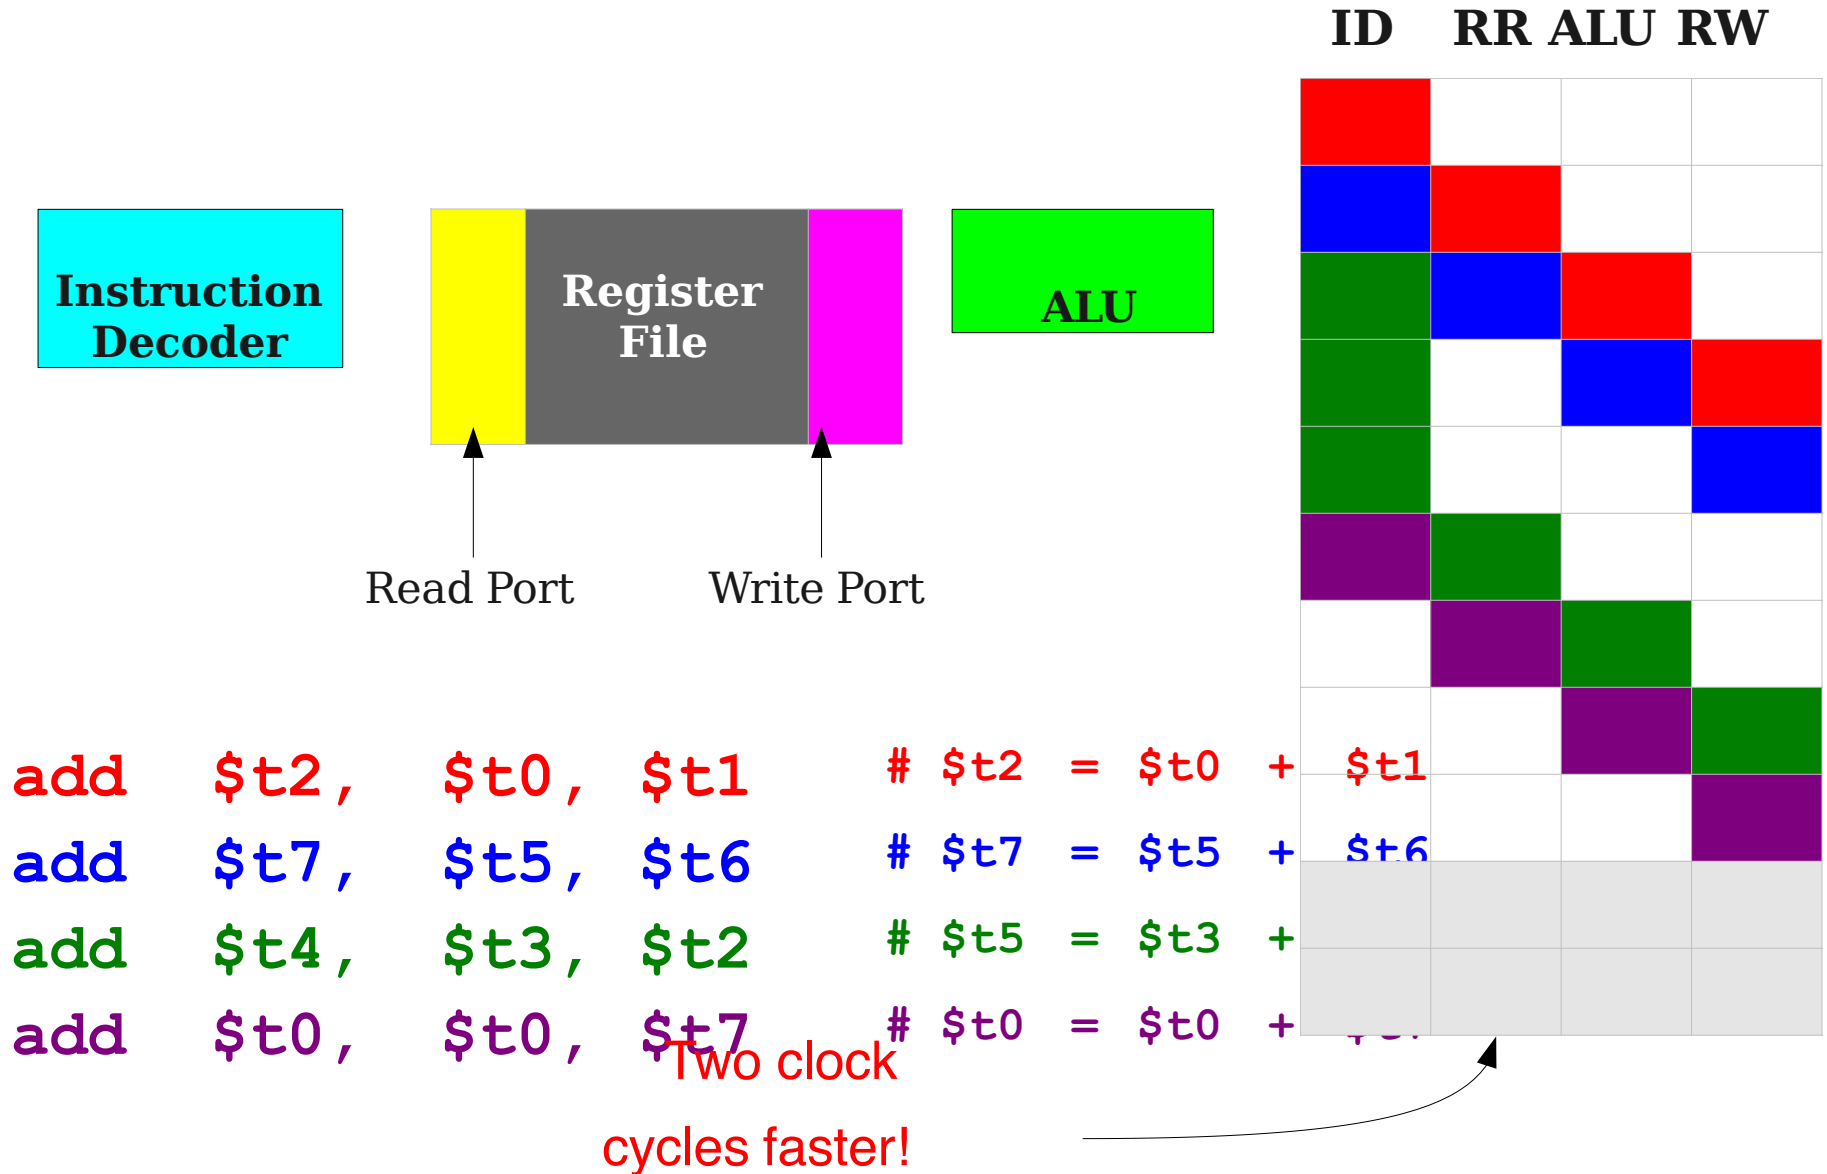 ID RR ALU RW
Instruction
Decoder
Register
File
ALU
Read Port
Write Port
add $t2, $t0, $t1 # $t2 = $t0 + $t1
add $t7, $t5, $t6 # $t7 = $t5 + $t6
add $t4, $t3, $t2 # $t5 = $t3 +
add $t0, $t0, $t7 # $t0 = $t0 +
Two clock
cycles faster!